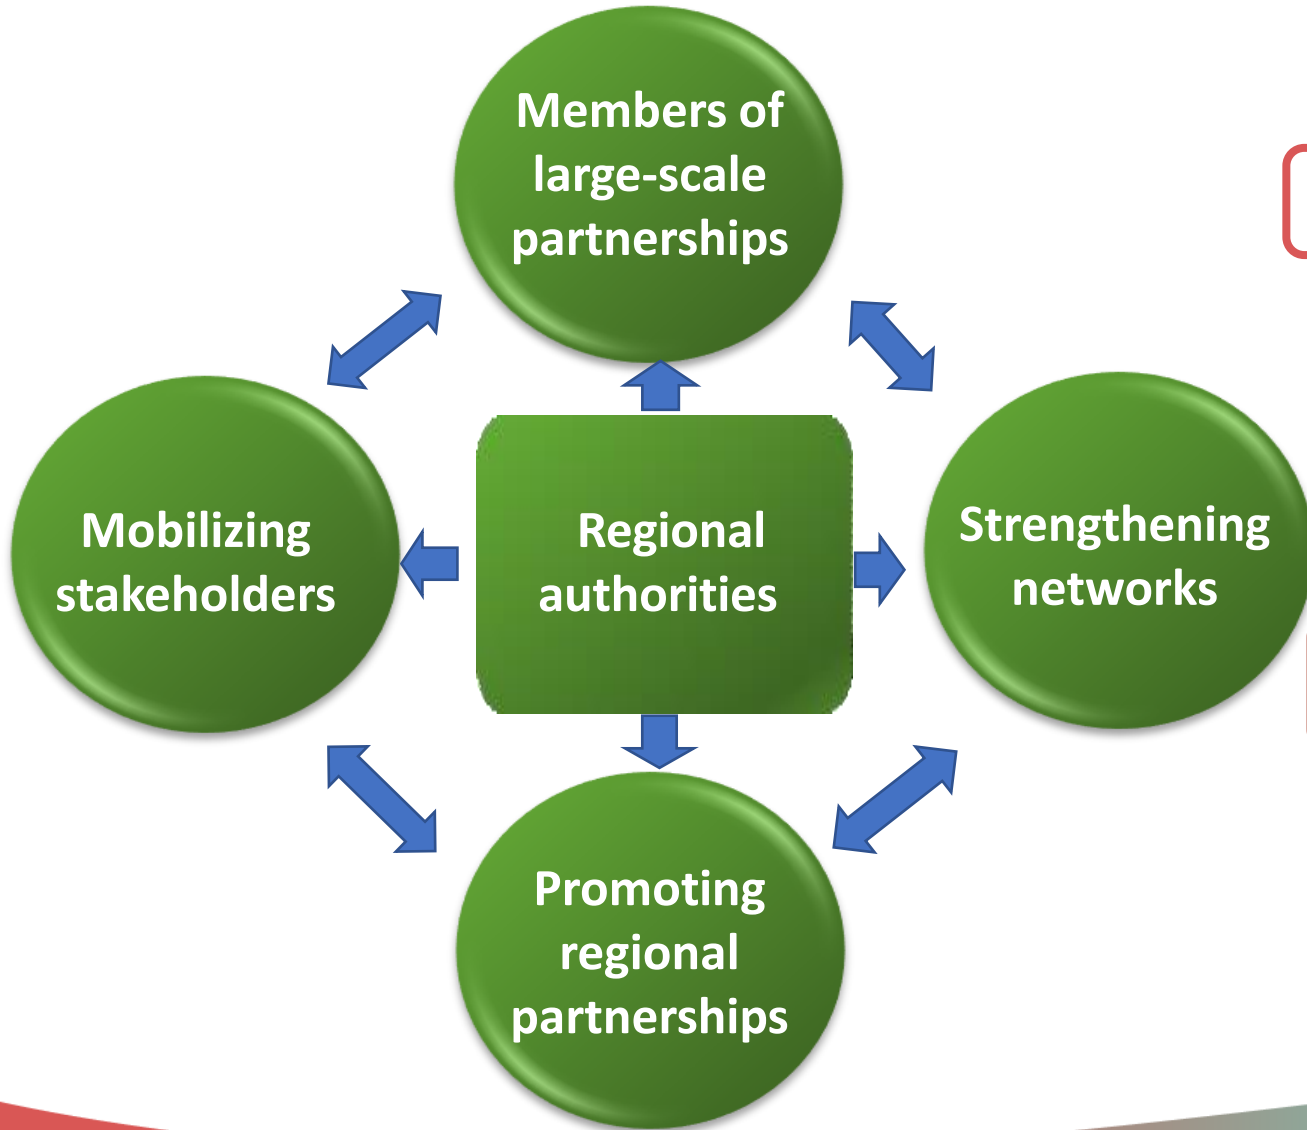 Members of
large-scale
partnerships
Mobilizing
stakeholders
Regional
authorities
Strengthening
networks
Promoting
regional
partnerships